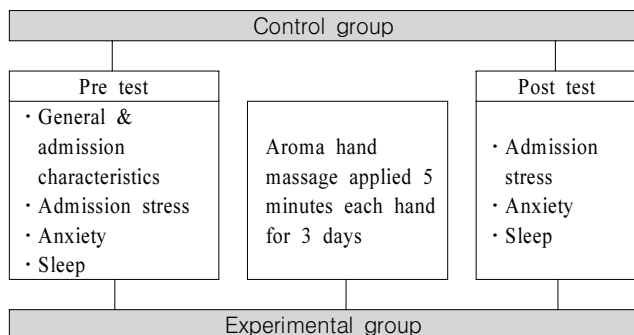 Control group
Pre test
· General &
admission
characteristics
· Admission stress
· Anxiety
· Sleep
Aroma hand
massage applied 5
minutes each hand
for 3 days
Post test
· Admission
stress
· Anxiety
· Sleep
Experimental group